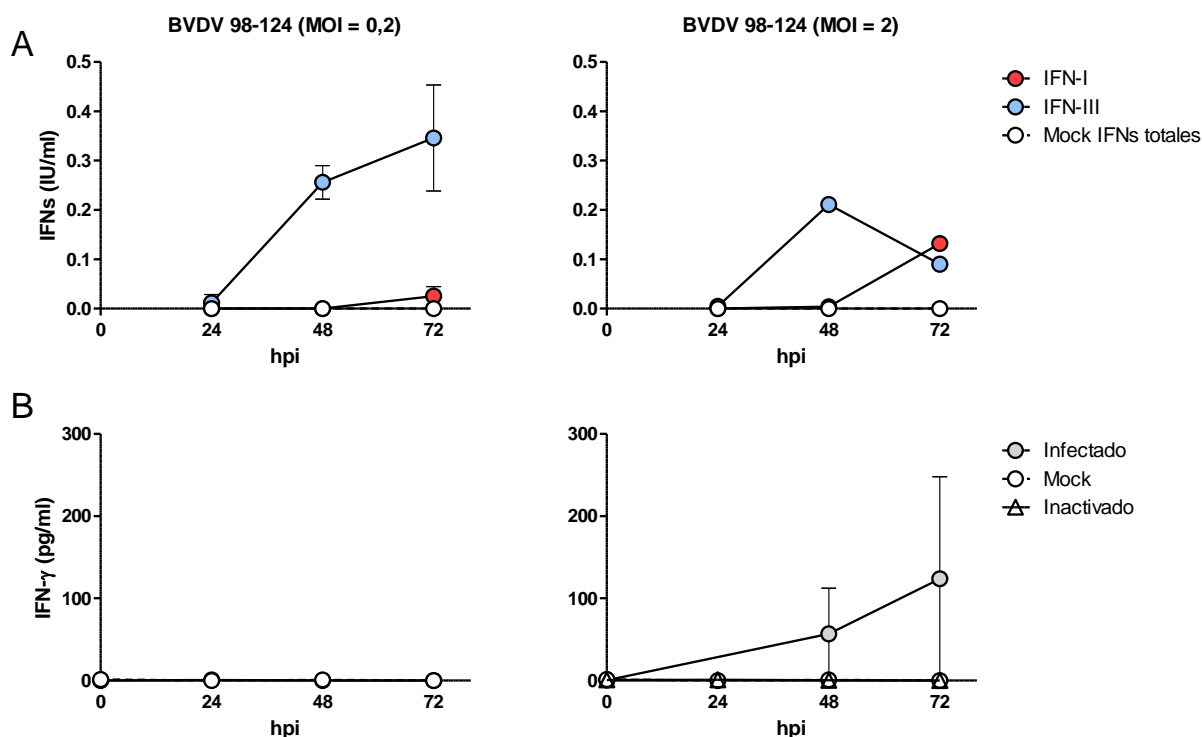 A
BVDV 98-124 (MOI = 0,2)
BVDV 98-124 (MOI = 2)
IFNs (IU/ml)
0.5
0.4
0.3
0.2
0.1
0.0
0 24 48 72
hpi
0.5
0.4
0.3
0.2
0.1
0.0
0 24 48 72
hpi
IFN-I
IFN-III
Mock IFNs totales
B
IFN-γ (pg/ml)
300
200
100
0
0 24 48 72
hpi
300
200
100
0
0 24 48 72
hpi
Infectado
Mock
Inactivado